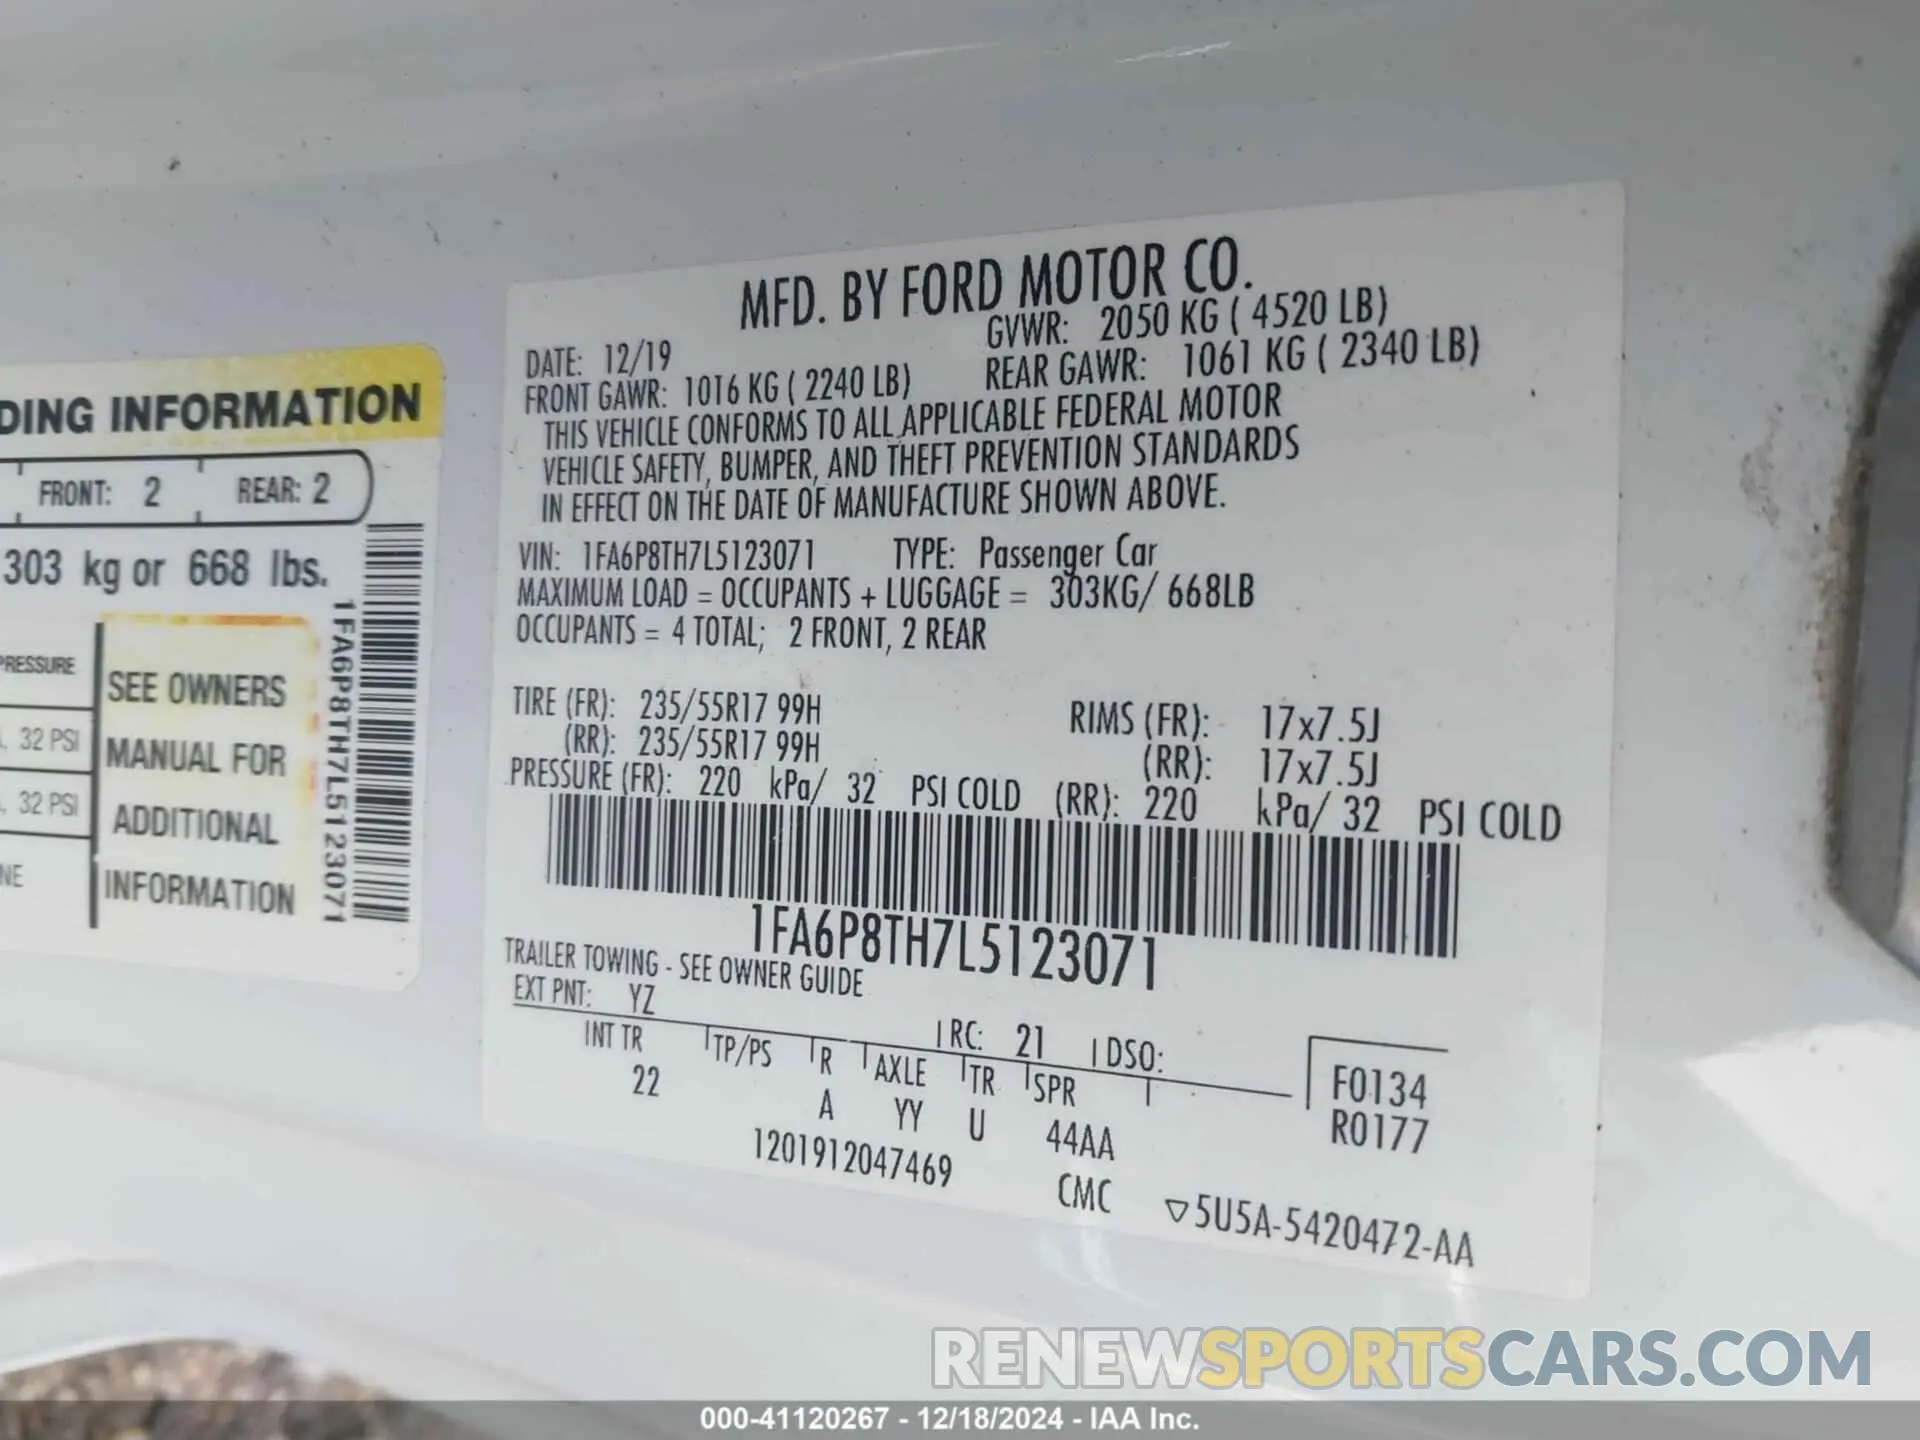 DING INFORMATION
FRONT: 2 REAR: 2
303 kg or 668 lbs.
PRESSURE
32 PSI
32 PSI
NE
SEE OWNERS
MANUAL FOR
ADDITIONAL
INFORMATION
1FA6P8TH7L5123071
MFD. BY FORD MOTOR CO.
DATE: 12/19 GVWR: 2050 KG ( 4520 LB)
FRONT GAWR: 1016 KG ( 2240 LB) REAR GAWR: 1061 KG ( 2340 LB)
THIS VEHICLE CONFORMS TO ALL APPLICABLE FEDERAL MOTOR
VEHICLE SAFETY, BUMPER, AND THEFT PREVENTION STANDARDS
IN EFFECT ON THE DATE OF MANUFACTURE SHOWN ABOVE.
VIN: 1FA6P8TH7L5123071 TYPE: Passenger Car
MAXIMUM LOAD = OCCUPANTS + LUGGAGE = 303KG/ 668LB
OCCUPANTS = 4 TOTAL; 2 FRONT, 2 REAR
TIRE (FR): 235/55R17 99H RIMS (FR): 17x7.5J
(RR): 235/55R17 99H (RR): 17x7.5J
PRESSURE (FR): 220 kPa/ 32 PSI COLD (RR): 220 kPa/ 32 PSI COLD
1FA6P8TH7L5123071
TRAILER TOWING - SEE OWNER GUIDE
EXT PNT: YZ RC: 21 DSO:
INT TR TP/PS R AXLE TR SPR
22 A YY U 44AA
F0134
R0177
1201912047469 CMC ▽5U5A-5420472-AA
RENEWSPORTSCARS.COM
000-41120267 - 12/18/2024 - IAA Inc.